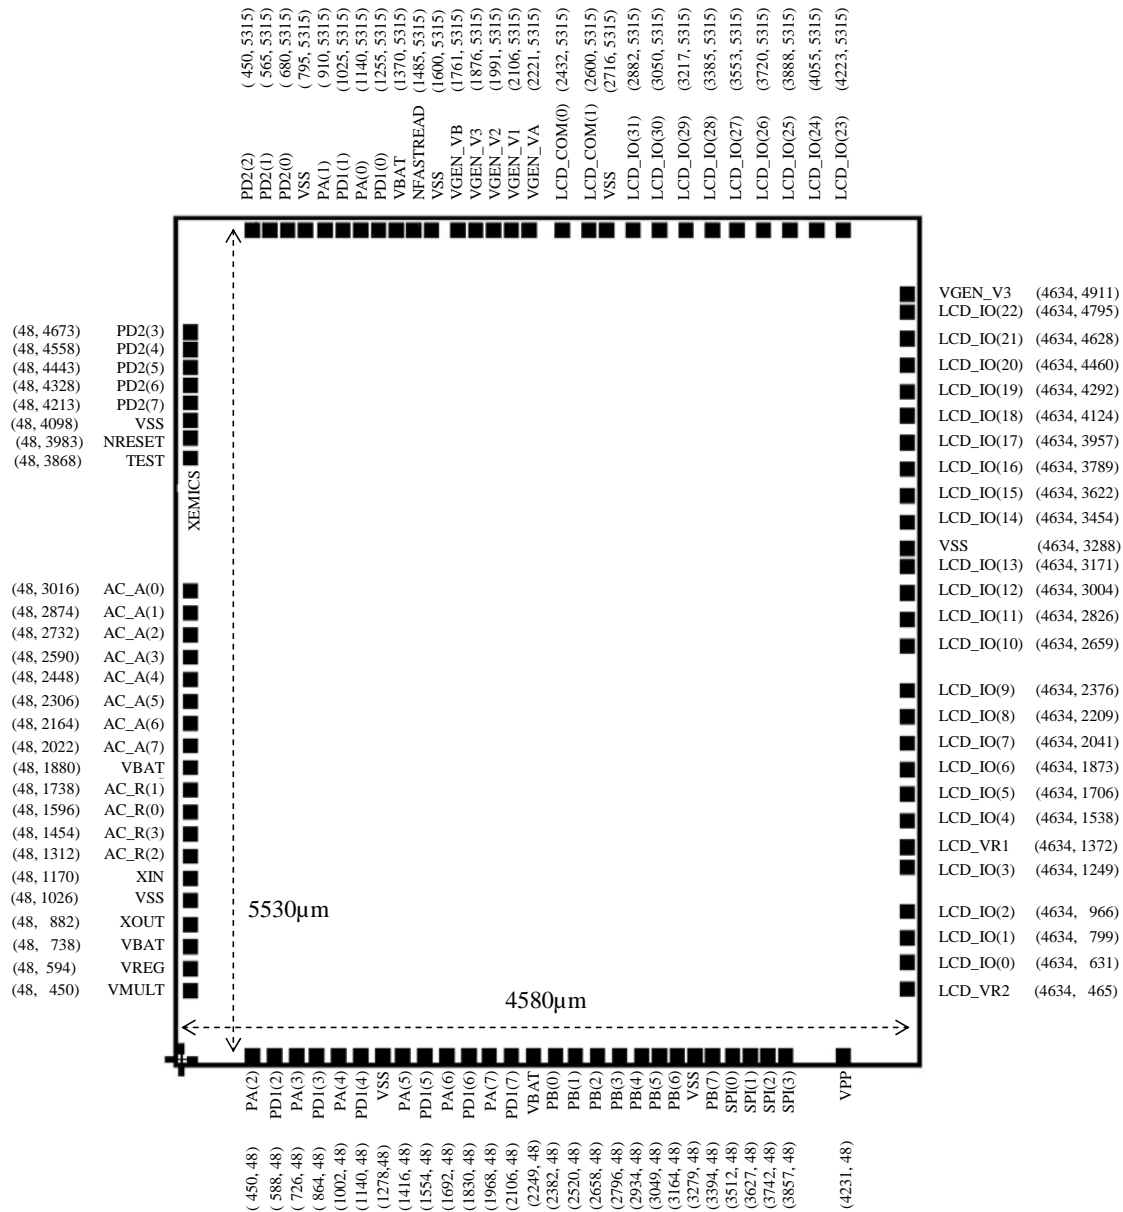 ( 450, 5315)
( 565, 5315)
( 680, 5315)
( 795, 5315)
( 910, 5315)
(1025, 5315)
(1140, 5315)
(1255, 5315)
(1370, 5315)
(1485, 5315)
(1600, 5315)
(1761, 5315)
(1876, 5315)
(1991, 5315)
(2106, 5315)
(2221, 5315)
(2432, 5315)
(2600, 5315)
(2716, 5315)
(2882, 5315)
(3050, 5315)
(3217, 5315)
(3385, 5315)
(3553, 5315)
(3720, 5315)
(3888, 5315)
(4055, 5315)
(4223, 5315)
PD2(2)
PD2(1)
PD2(0)
VSS
PA(1)
PD1(1)
PA(0)
PD1(0)
VBAT
NFASTREAD
VSS
VGEN_VB
VGEN_V3
VGEN_V2
VGEN_V1
VGEN_VA
LCD_COM(0)
LCD_COM(1)
VSS
LCD_IO(31)
LCD_IO(30)
LCD_IO(29)
LCD_IO(28)
LCD_IO(27)
LCD_IO(26)
LCD_IO(25)
LCD_IO(24)
LCD_IO(23)
(48, 4673) PD2(3)
(48, 4558) PD2(4)
(48, 4443) PD2(5)
(48, 4328) PD2(6)
(48, 4213) PD2(7)
(48, 4098) VSS
(48, 3983) NRESET
(48, 3868) TEST
XEMICS
(48, 3016) AC_A(0)
(48, 2874) AC_A(1)
(48, 2732) AC_A(2)
(48, 2590) AC_A(3)
(48, 2448) AC_A(4)
(48, 2306) AC_A(5)
(48, 2164) AC_A(6)
(48, 2022) AC_A(7)
(48, 1880) VBAT
(48, 1738) AC_R(1)
(48, 1596) AC_R(0)
(48, 1454) AC_R(3)
(48, 1312) AC_R(2)
(48, 1170) XIN
(48, 1026) VSS
(48, 882) XOUT
(48, 738) VBAT
(48, 594) VREG
(48, 450) VMULT
5530µm
4580µm
VGEN_V3 (4634, 4911)
LCD_IO(22) (4634, 4795)
LCD_IO(21) (4634, 4628)
LCD_IO(20) (4634, 4460)
LCD_IO(19) (4634, 4292)
LCD_IO(18) (4634, 4124)
LCD_IO(17) (4634, 3957)
LCD_IO(16) (4634, 3789)
LCD_IO(15) (4634, 3622)
LCD_IO(14) (4634, 3454)
VSS (4634, 3288)
LCD_IO(13) (4634, 3171)
LCD_IO(12) (4634, 3004)
LCD_IO(11) (4634, 2826)
LCD_IO(10) (4634, 2659)
LCD_IO(9) (4634, 2376)
LCD_IO(8) (4634, 2209)
LCD_IO(7) (4634, 2041)
LCD_IO(6) (4634, 1873)
LCD_IO(5) (4634, 1706)
LCD_IO(4) (4634, 1538)
LCD_VR1 (4634, 1372)
LCD_IO(3) (4634, 1249)
LCD_IO(2) (4634, 966)
LCD_IO(1) (4634, 799)
LCD_IO(0) (4634, 631)
LCD_VR2 (4634, 465)
PA(2)
PD1(2)
PA(3)
PD1(3)
PA(4)
PD1(4)
VSS
PA(5)
PD1(5)
PA(6)
PD1(6)
PA(7)
PD1(7)
VBAT
PB(0)
PB(1)
PB(2)
PB(3)
PB(4)
PB(5)
PB(6)
VSS
PB(7)
SPI(0)
SPI(1)
SPI(2)
SPI(3)
VPP
( 450, 48)
( 588, 48)
( 726, 48)
( 864, 48)
(1002, 48)
(1140, 48)
(1278,48)
(1416, 48)
(1554, 48)
(1692, 48)
(1830, 48)
(1968, 48)
(2106, 48)
(2249, 48)
(2382, 48)
(2520, 48)
(2658, 48)
(2796, 48)
(2934, 48)
(3049, 48)
(3164, 48)
(3279, 48)
(3394, 48)
(3512, 48)
(3627, 48)
(3742, 48)
(3857, 48)
(4231, 48)